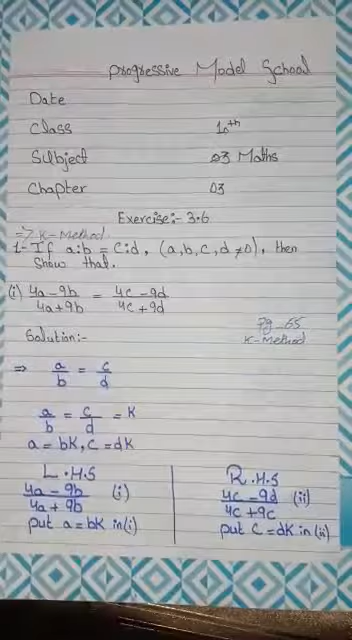 Progressive Model School
Date
Class 10th
Subject 03 Maths
Chapter 03
Exercise:- 3.6
=> K-Method
1- If a:b = c:d, (a,b,c,d ≠0), then
Show that.
(i) 4a-9b/4a+9b = 4c-9d/4c+9d
Solution:-
Pg 65
K-Method
⇒ a/b = c/d
a/b = c/d = K
a = bK, c = dK
L.H.S
4a-9b/4a+9b (i)
put a=bK in(i)
R.H.S
4c-9d/4c+9c (ii)
put C=dK in(ii)